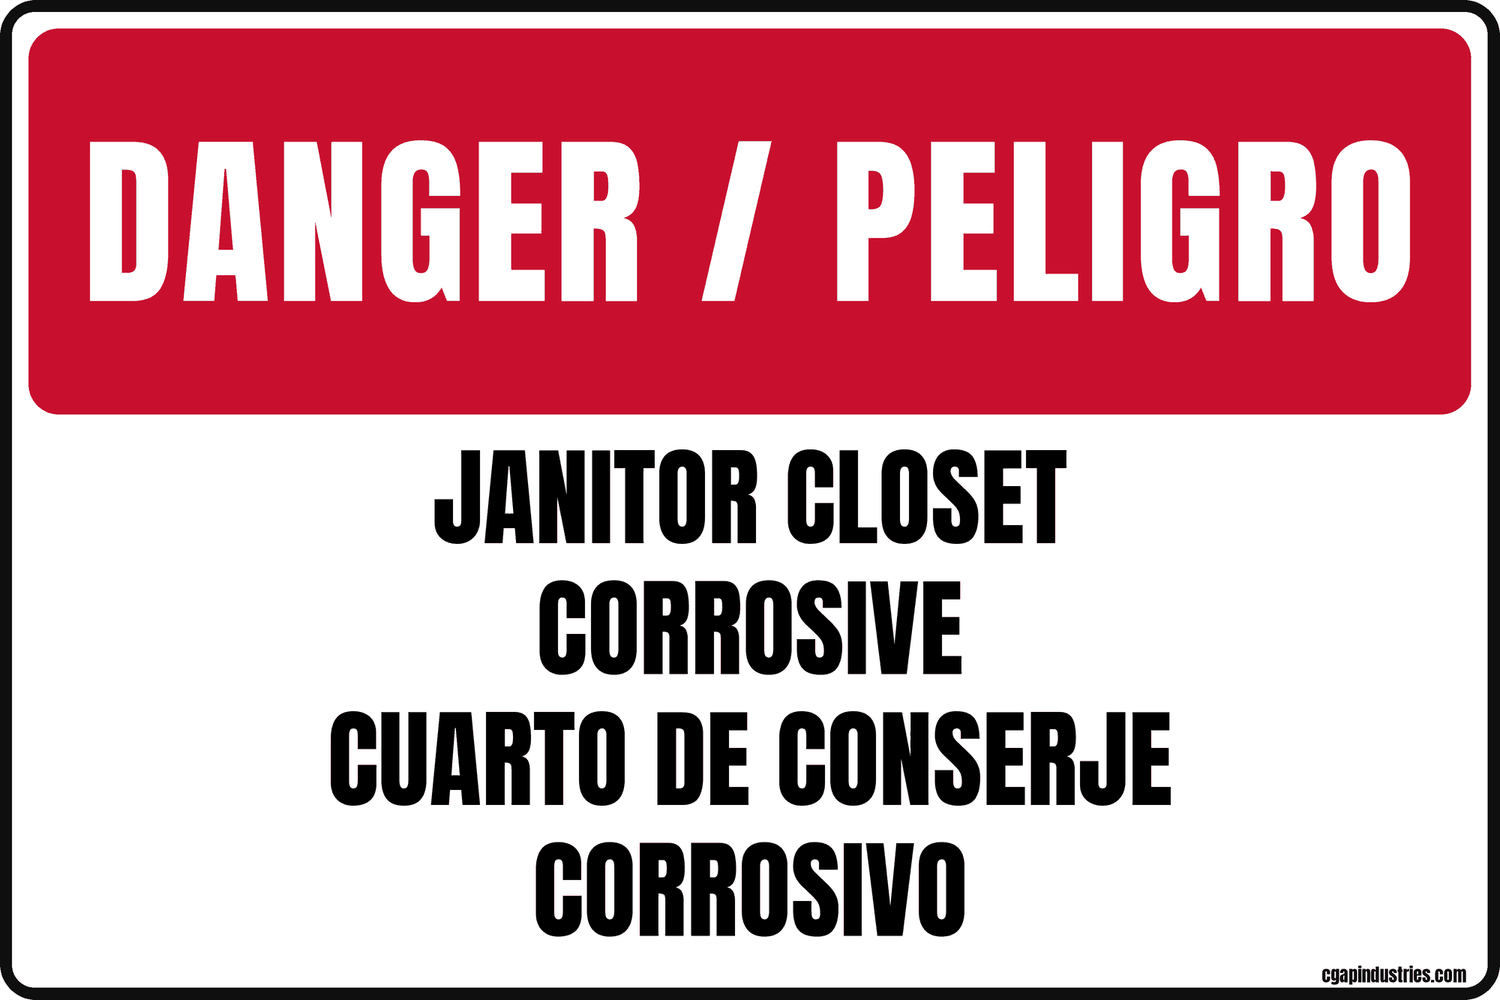 DANGER / PELIGRO
JANITOR CLOSET
CORROSIVE
CUARTO DE CONSERJE
CORROSIVO
cgapindustries.com